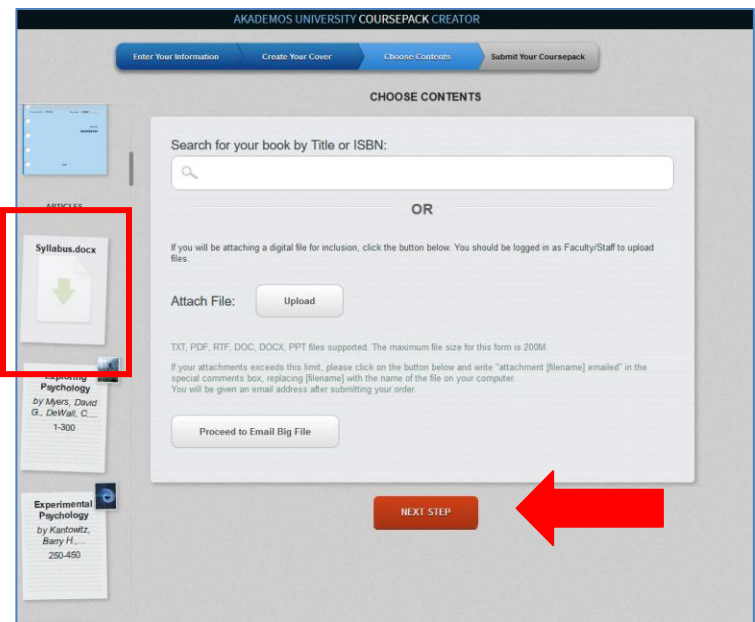 AKADEMOS UNIVERSITY COURSEPACK CREATOR
Enter Your Information
Create Your Cover
Choose Contents
Submit Your Coursepack
CHOOSE CONTENTS
ARTICLES
Syllabus.docx
Exploring
Psychology
by Myers, David
G., DeWall, C....
1-300
Experimental
Psychology
by Kantowitz,
Barry H.,...
250-450
Search for your book by Title or ISBN:
OR
If you will be attaching a digital file for inclusion, click the button below. You should be logged in as Faculty/Staff to upload
files.
Attach File:
Upload
TXT, PDF, RTF, DOC, DOCX, PPT files supported. The maximum file size for this form is 200M.
If your attachments exceeds this limit, please click on the button below and write "attachment [filename] emailed" in the
special comments box, replacing [filename] with the name of the file on your computer.
You will be given an email address after submitting your order.
Proceed to Email Big File
NEXT STEP